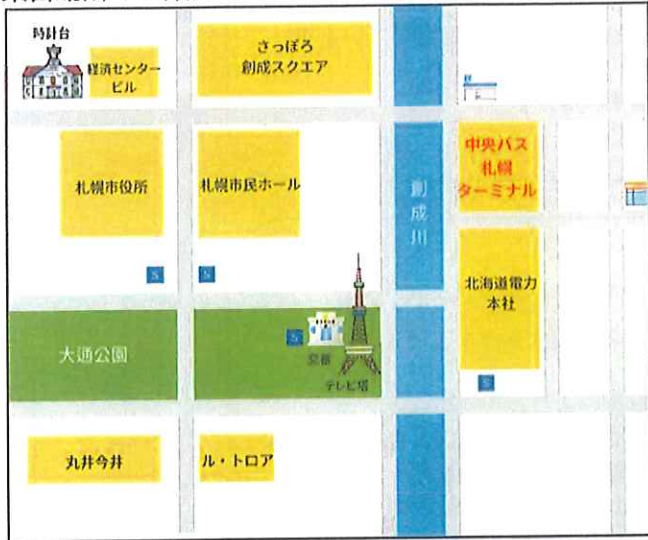 時計台
経済センター
ビル
さっぽろ
創成スクエア
札幌市役所
札幌市民ホール
創成川
中央バス
札幌
ターミナル
S
S
北海道電力
本社
大通公園
S
テレビ塔
S
丸井今井
ル・トロア